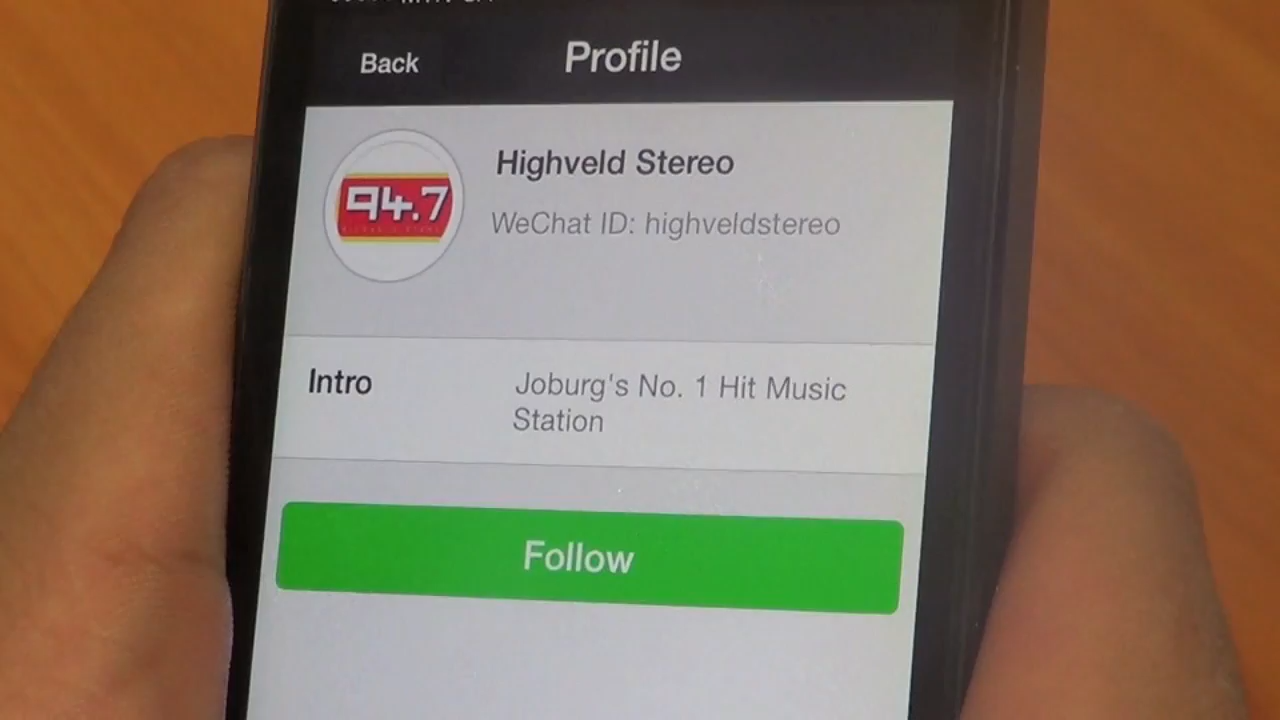 Back
Profile
94.7
Highveld Stereo
WeChat ID: highveldstereo
Intro
Joburg's No. 1 Hit Music
Station
Follow